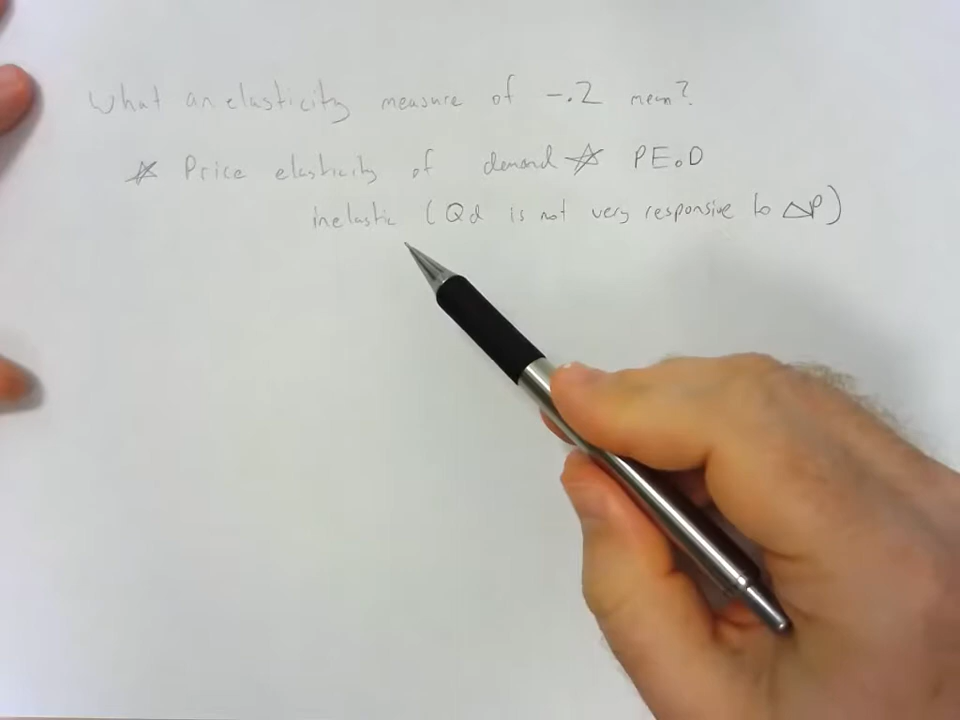 What an elasticity measure of -.2 mean?
☆ Price elasticity of demand ☆ PEoD
inelastic (Qd is not very responsive to ΔP)